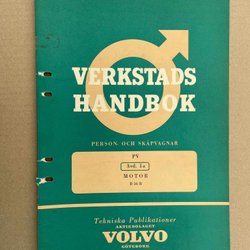 VERKSTADS
HANDBOK
PERSON OCH SKÅPVAGNAR
PV
Avd. 1a
MOTOR
B 16 B
Tekniska Publikationer
AKTIEBOLAGET
VOLVO
GÖTEBORG